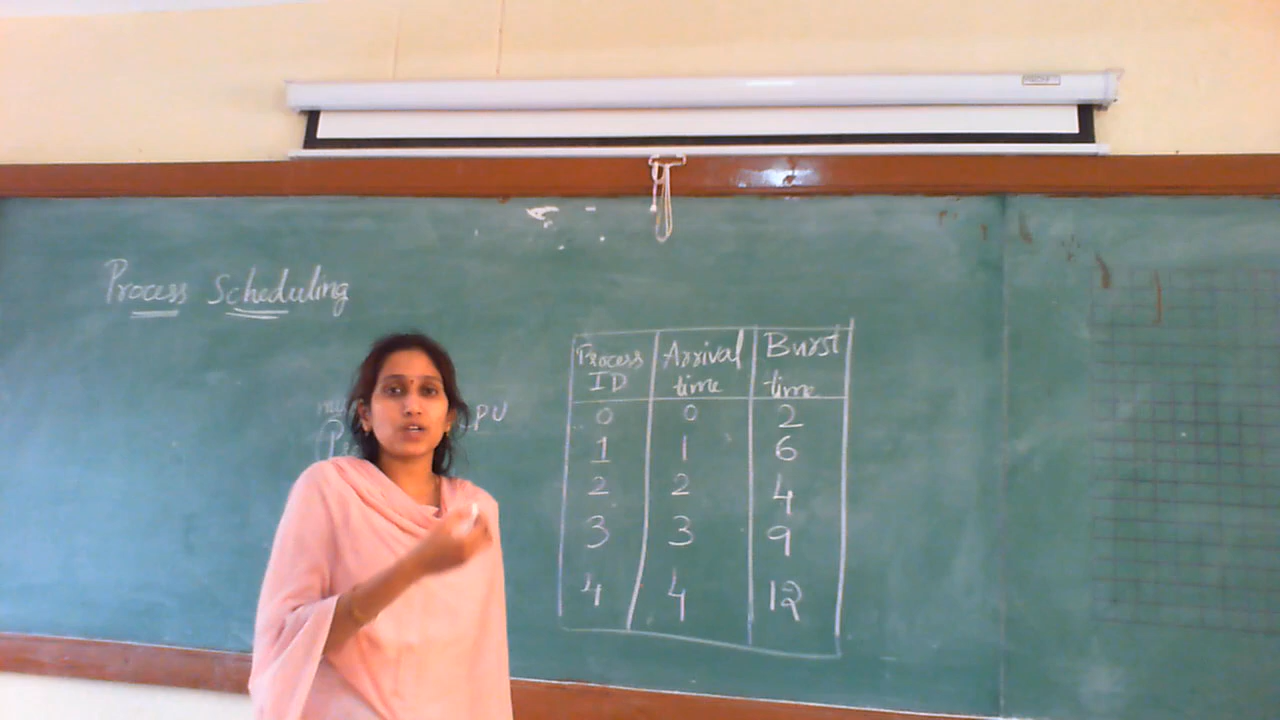 Process Scheduling
PU
Process ID Arrival time Burst time
0 0 2
1 1 6
2 2 4
3 3 9
4 4 12